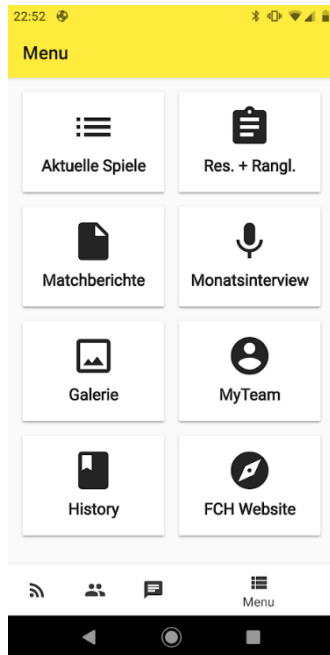 22:52
Menu
Aktuelle Spiele
Res. + Rangl.
Matchberichte
Monatsinterview
Galerie
MyTeam
History
FCH Website
Menu